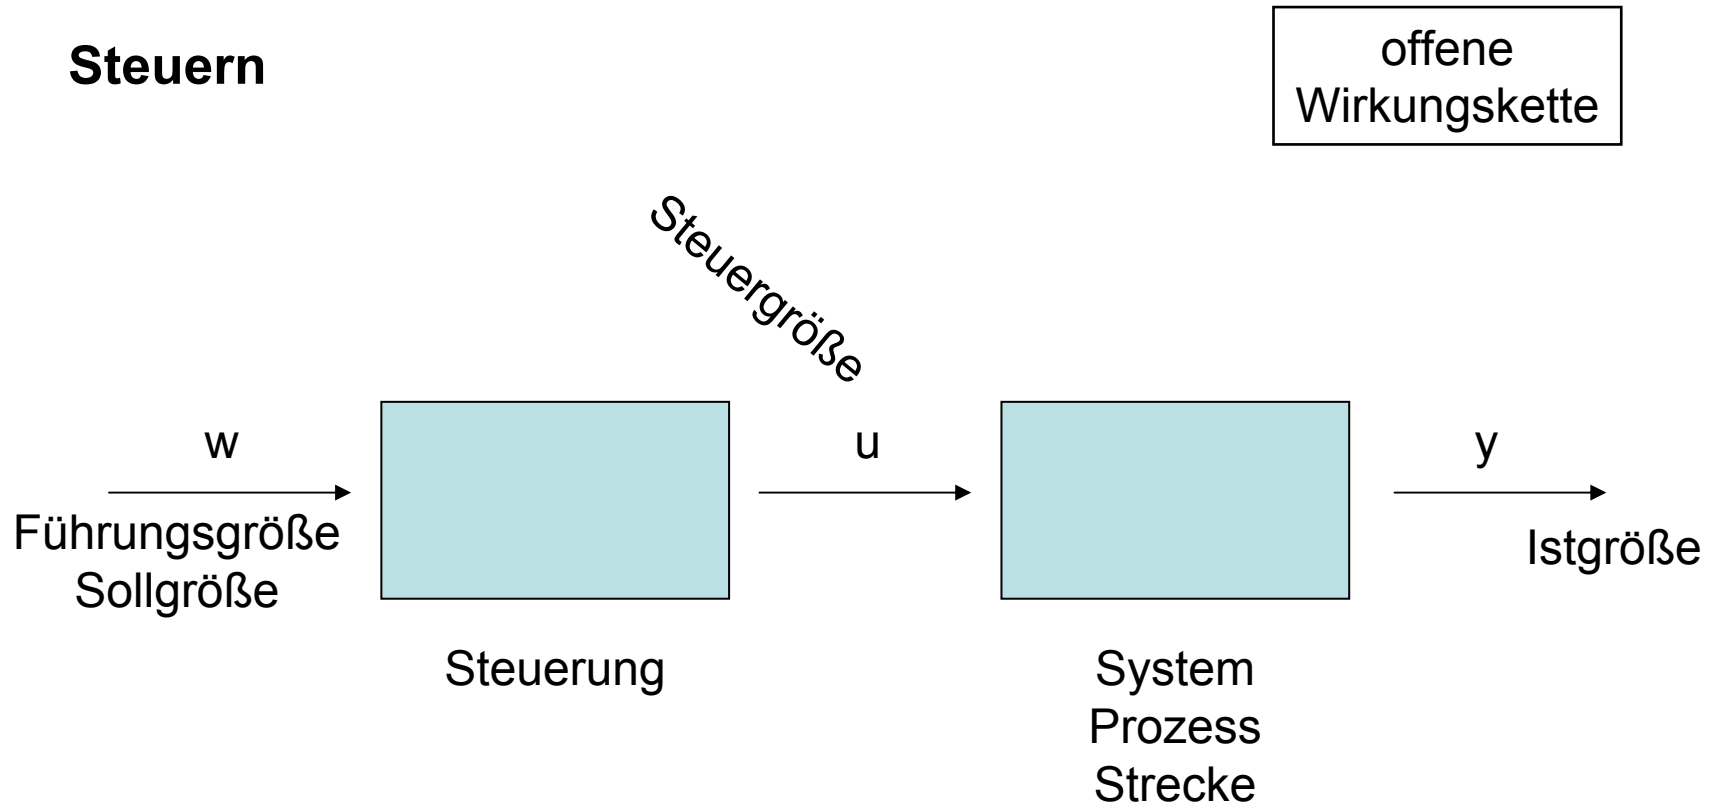 Steuern
offene
Wirkungskette
Steuergröße
w
u
y
Führungsgröße
Sollgröße
Istgröße
Steuerung
System
Prozess
Strecke